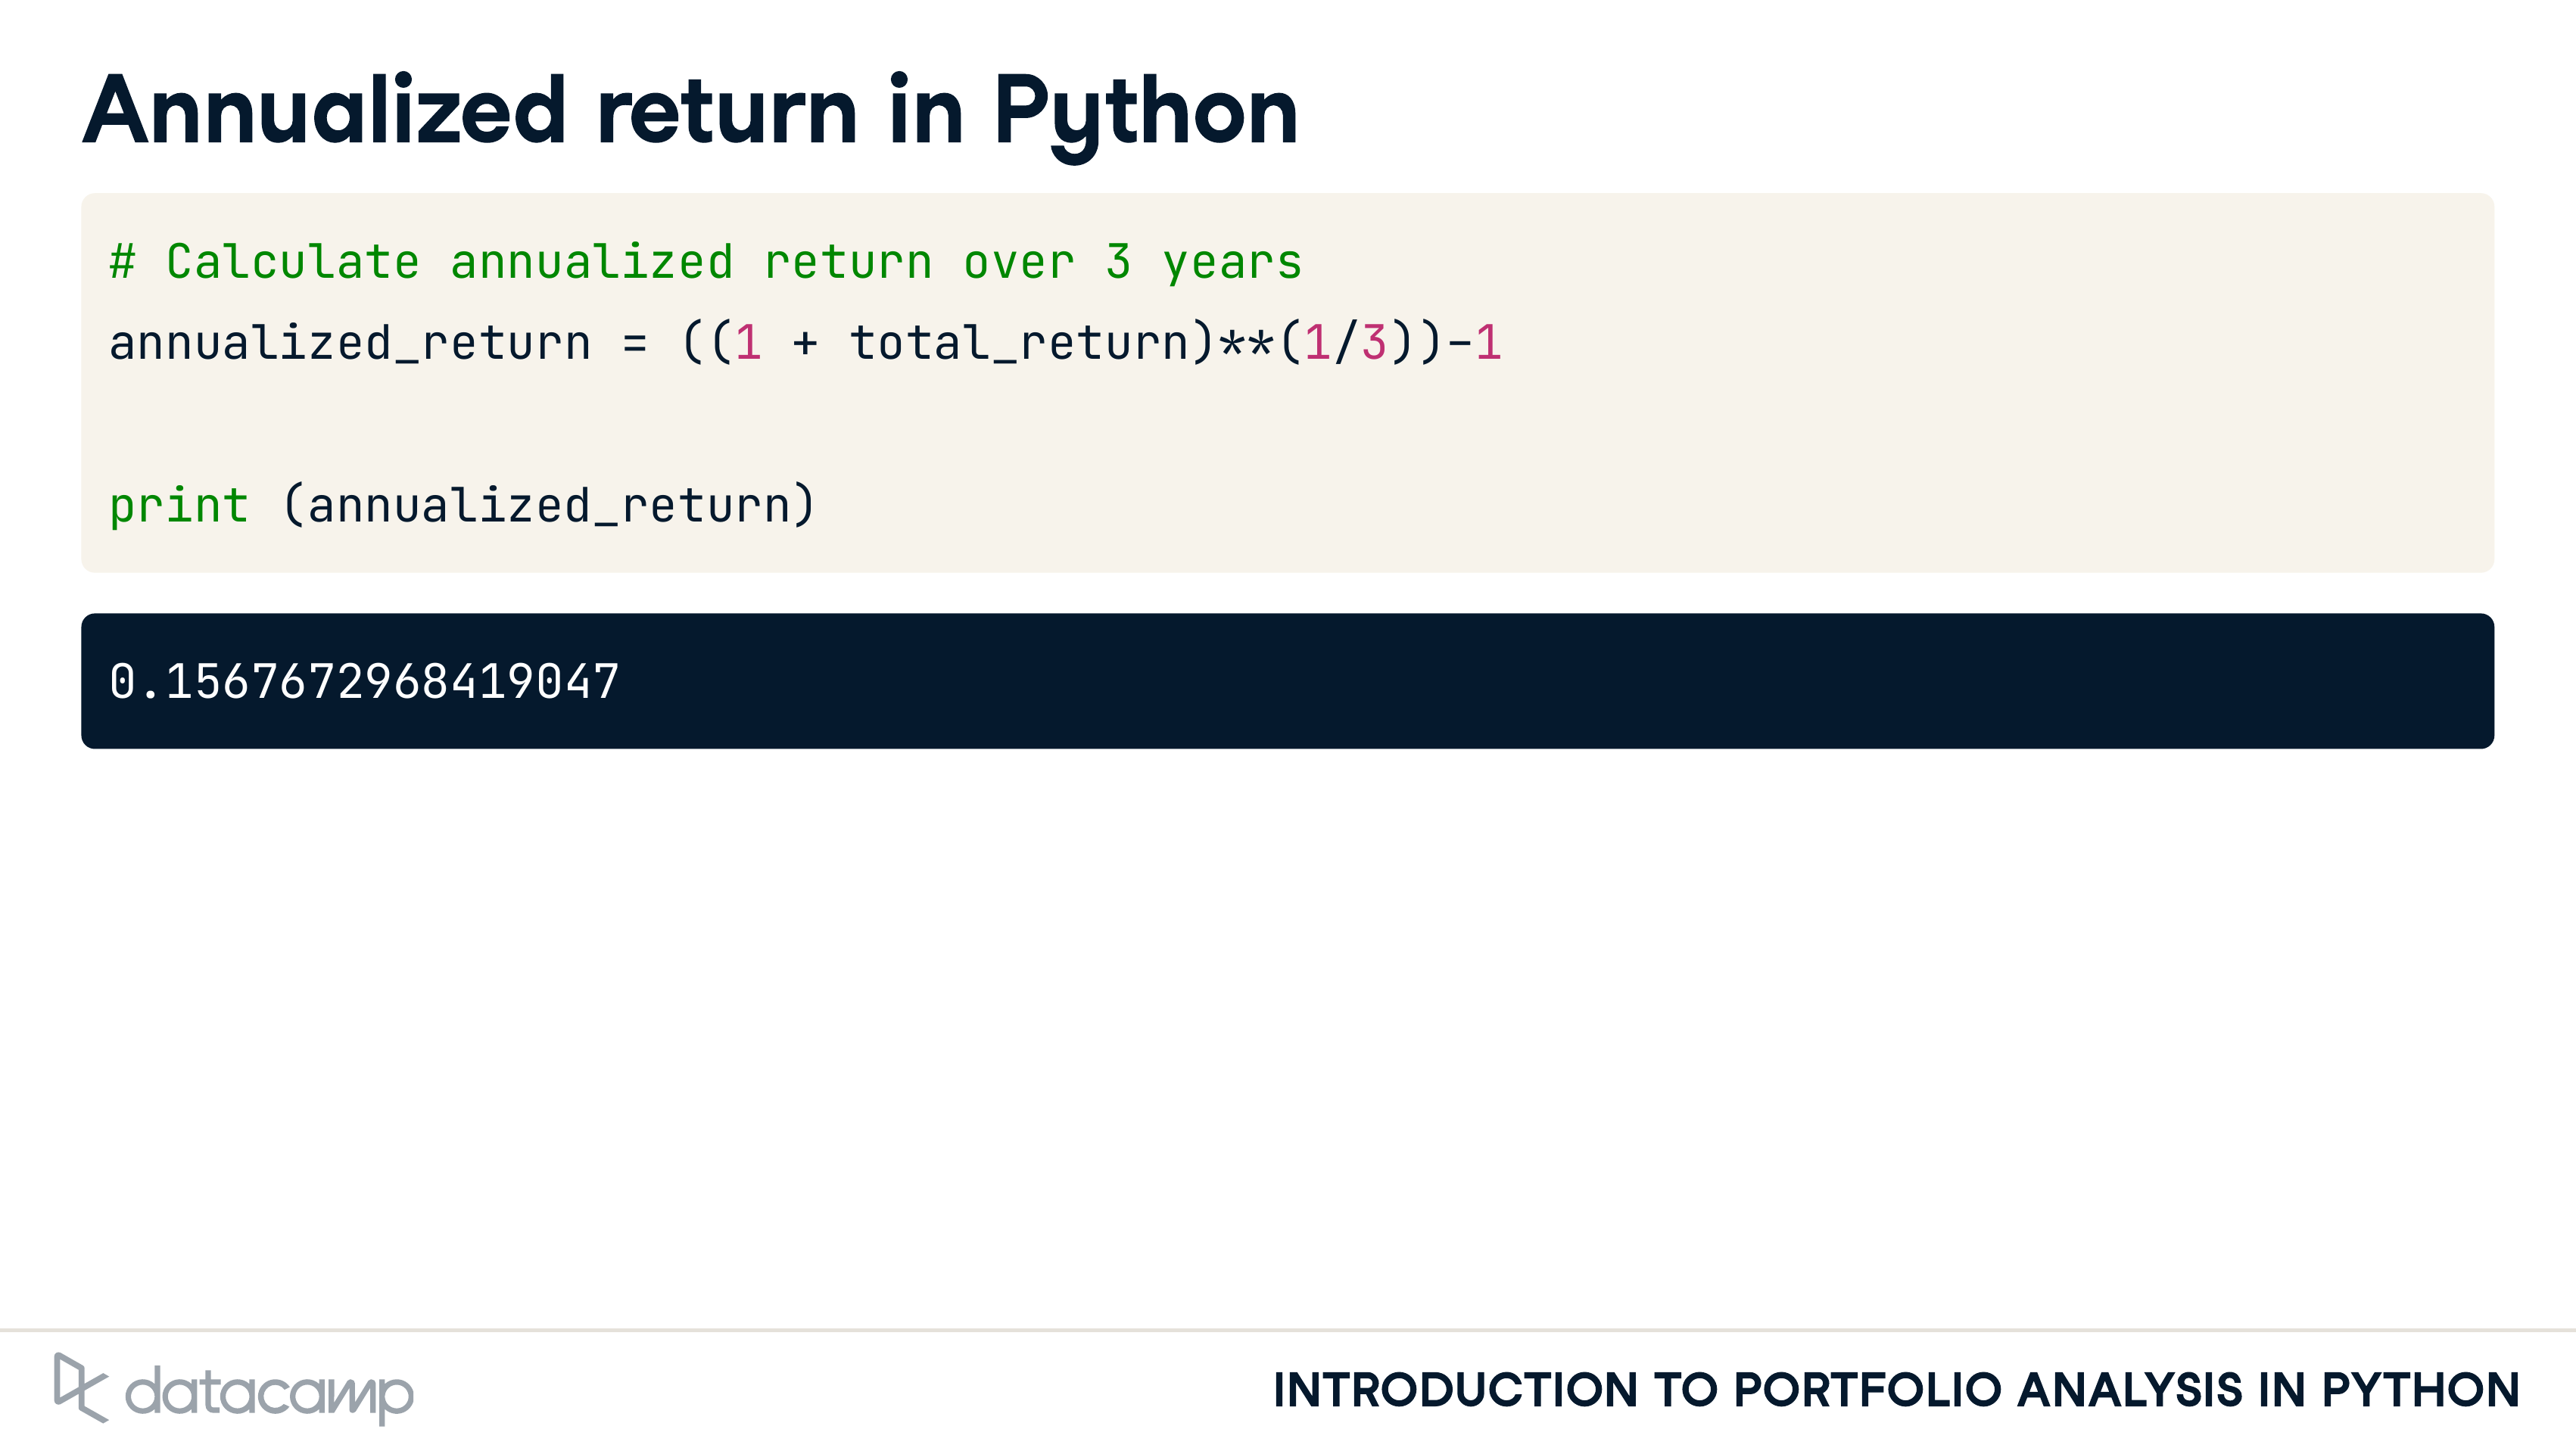 Annualized return in Python
# Calculate annualized return over 3 years
annualized_return = ((1 + total_return)**(1/3))-1
print (annualized_return)
0.1567672968419047
datacamp
INTRODUCTION TO PORTFOLIO ANALYSIS IN PYTHON